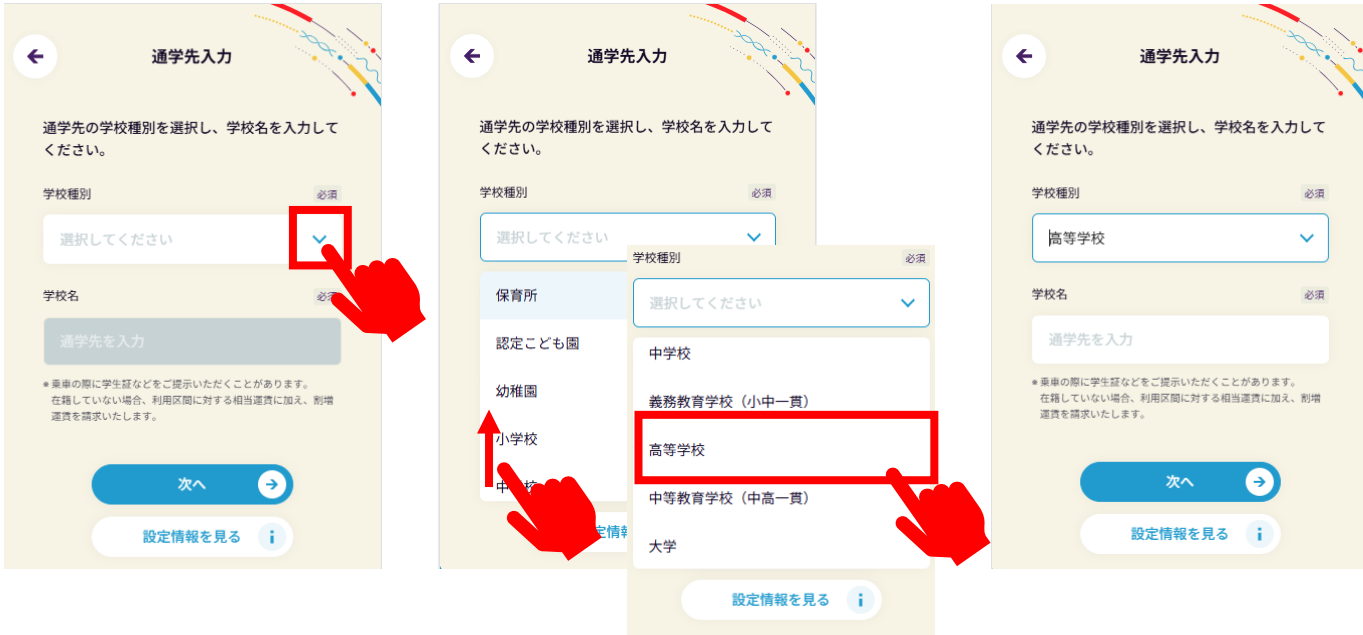 通学先入力
通学先の学校種別を選択し、学校名を入力して
ください。
学校種別 必須
選択してください
学校名 必須
通学先を入力
※乗車の際に学生証などをご提示いただくことがあります。
在籍していない場合、利用区間に対する相当運賃に加え、割増
運賃を請求いたします。
次へ
設定情報を見る i
通学先入力
通学先の学校種別を選択し、学校名を入力して
ください。
学校種別 必須
選択してください
保育所
認定こども園
幼稚園
小学校
学校種別 必須
選択してください
中学校
義務教育学校（小中一貫）
高等学校
中等教育学校（中高一貫）
大学
設定情報を見る i
通学先入力
通学先の学校種別を選択し、学校名を入力して
ください。
学校種別 必須
高等学校
学校名 必須
通学先を入力
※乗車の際に学生証などをご提示いただくことがあります。
在籍していない場合、利用区間に対する相当運賃に加え、割増
運賃を請求いたします。
次へ
設定情報を見る i